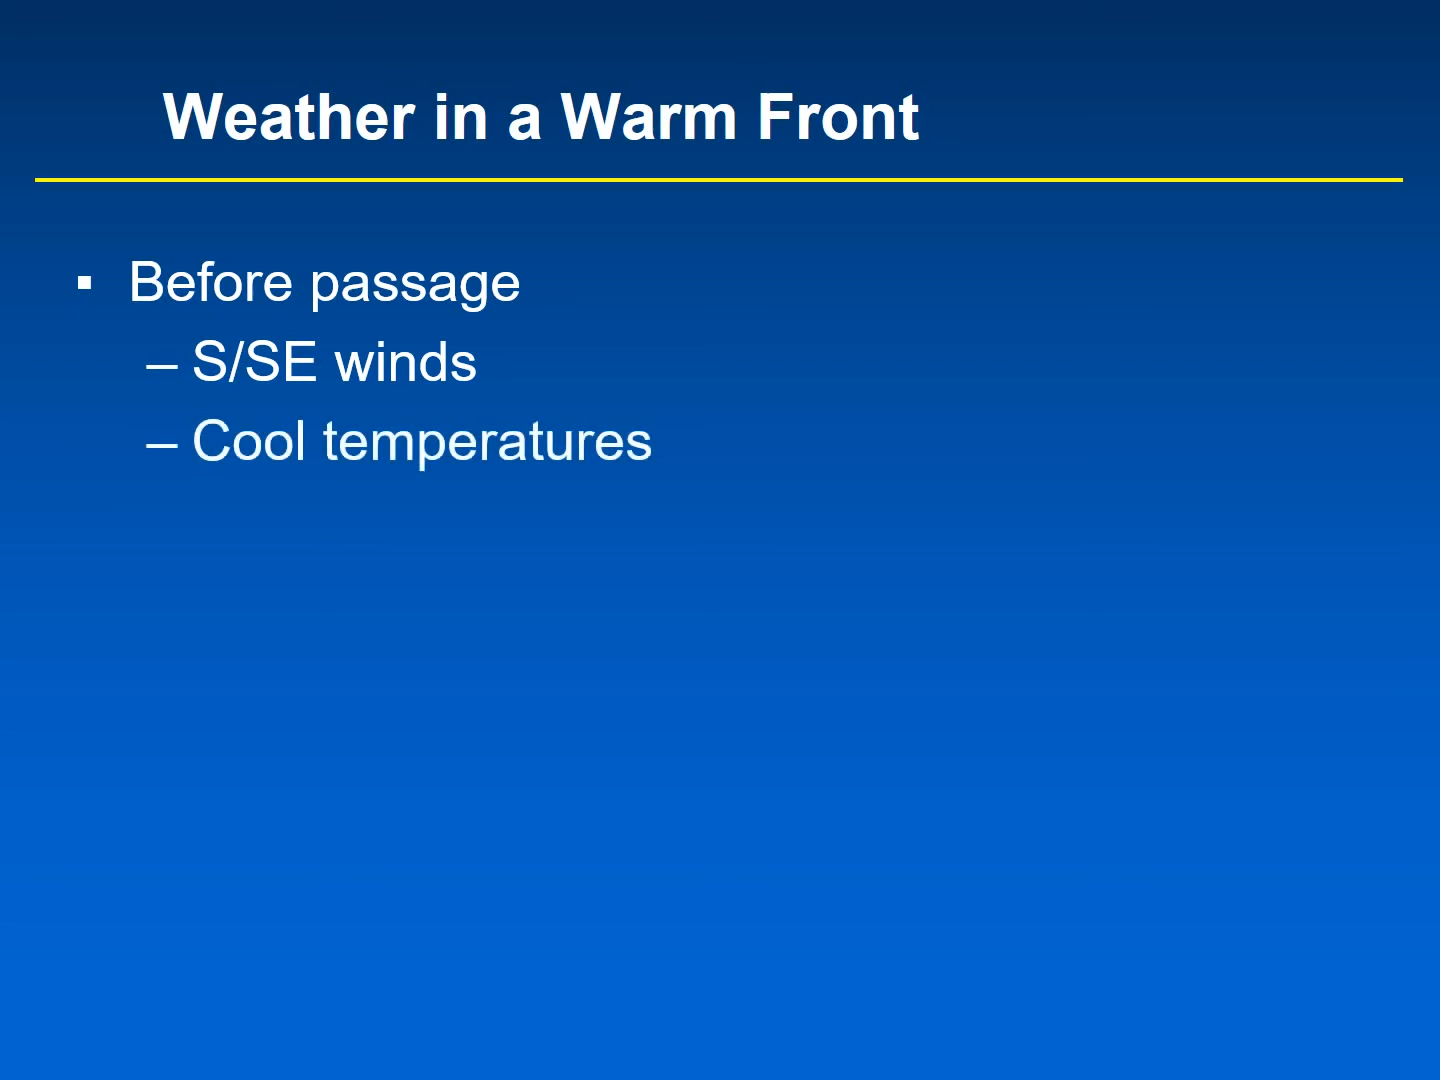 Weather in a Warm Front
▪ Before passage
– S/SE winds
– Cool temperatures